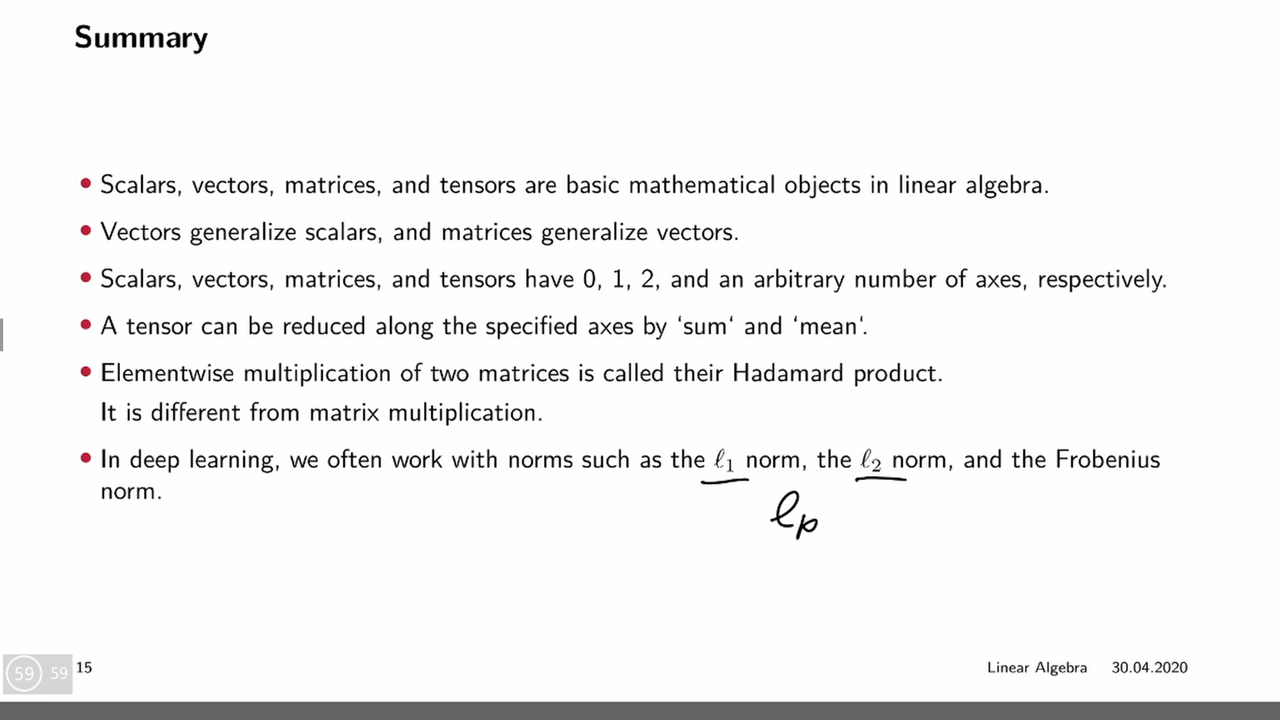 Summary
• Scalars, vectors, matrices, and tensors are basic mathematical objects in linear algebra.
• Vectors generalize scalars, and matrices generalize vectors.
• Scalars, vectors, matrices, and tensors have 0, 1, 2, and an arbitrary number of axes, respectively.
• A tensor can be reduced along the specified axes by ‘sum‘ and ‘mean‘.
• Elementwise multiplication of two matrices is called their Hadamard product.
It is different from matrix multiplication.
• In deep learning, we often work with norms such as the ℓ₁ norm, the ℓ₂ norm, and the Frobenius
norm.
ℓp
59 59 15 Linear Algebra 30.04.2020